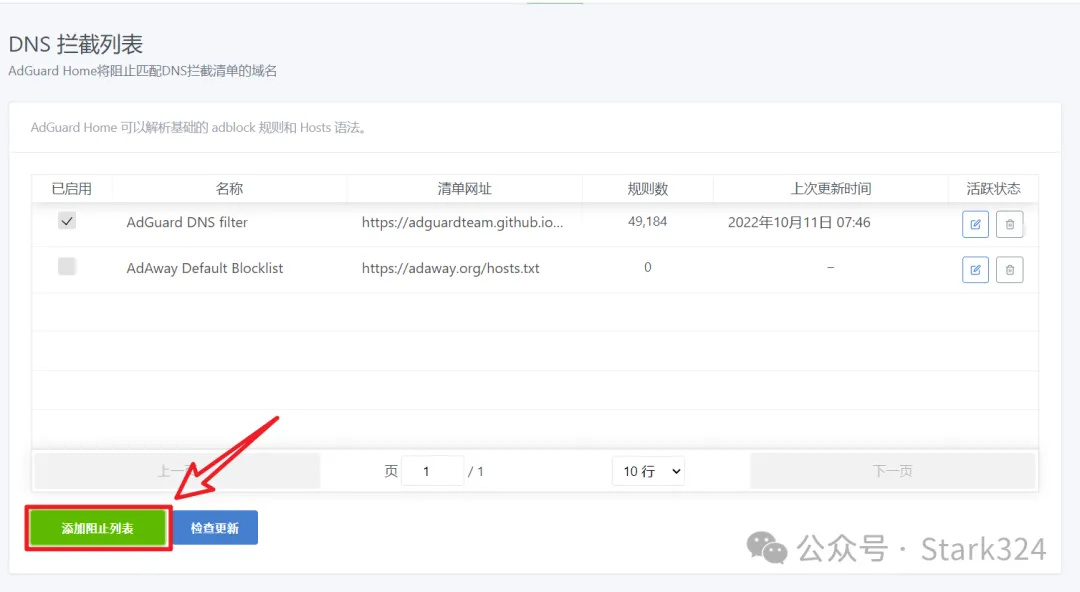 DNS 拦截列表
AdGuard Home将阻止匹配DNS拦截清单的域名
AdGuard Home 可以解析基础的 adblock 规则和 Hosts 语法。
已启用 名称 清单网址 规则数 上次更新时间 活跃状态
AdGuard DNS filter https://adguardteam.github.io... 49,184 2022年10月11日 07:46
AdAway Default Blocklist https://adaway.org/hosts.txt 0 –
上一页 页 1 / 1 10 行 下一页
添加阻止列表 检查更新
公众号 · Stark324